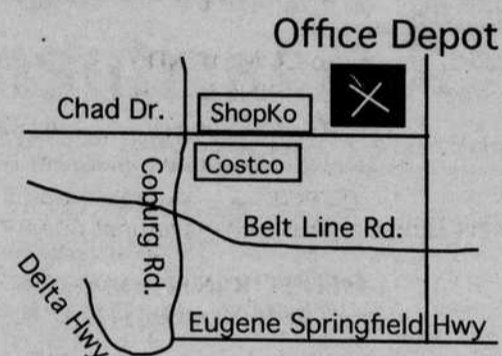 Office Depot
Chad Dr.
ShopKo
Costco
Coburg Rd.
Belt Line Rd.
Delta Hwy
Eugene Springfield Hwy